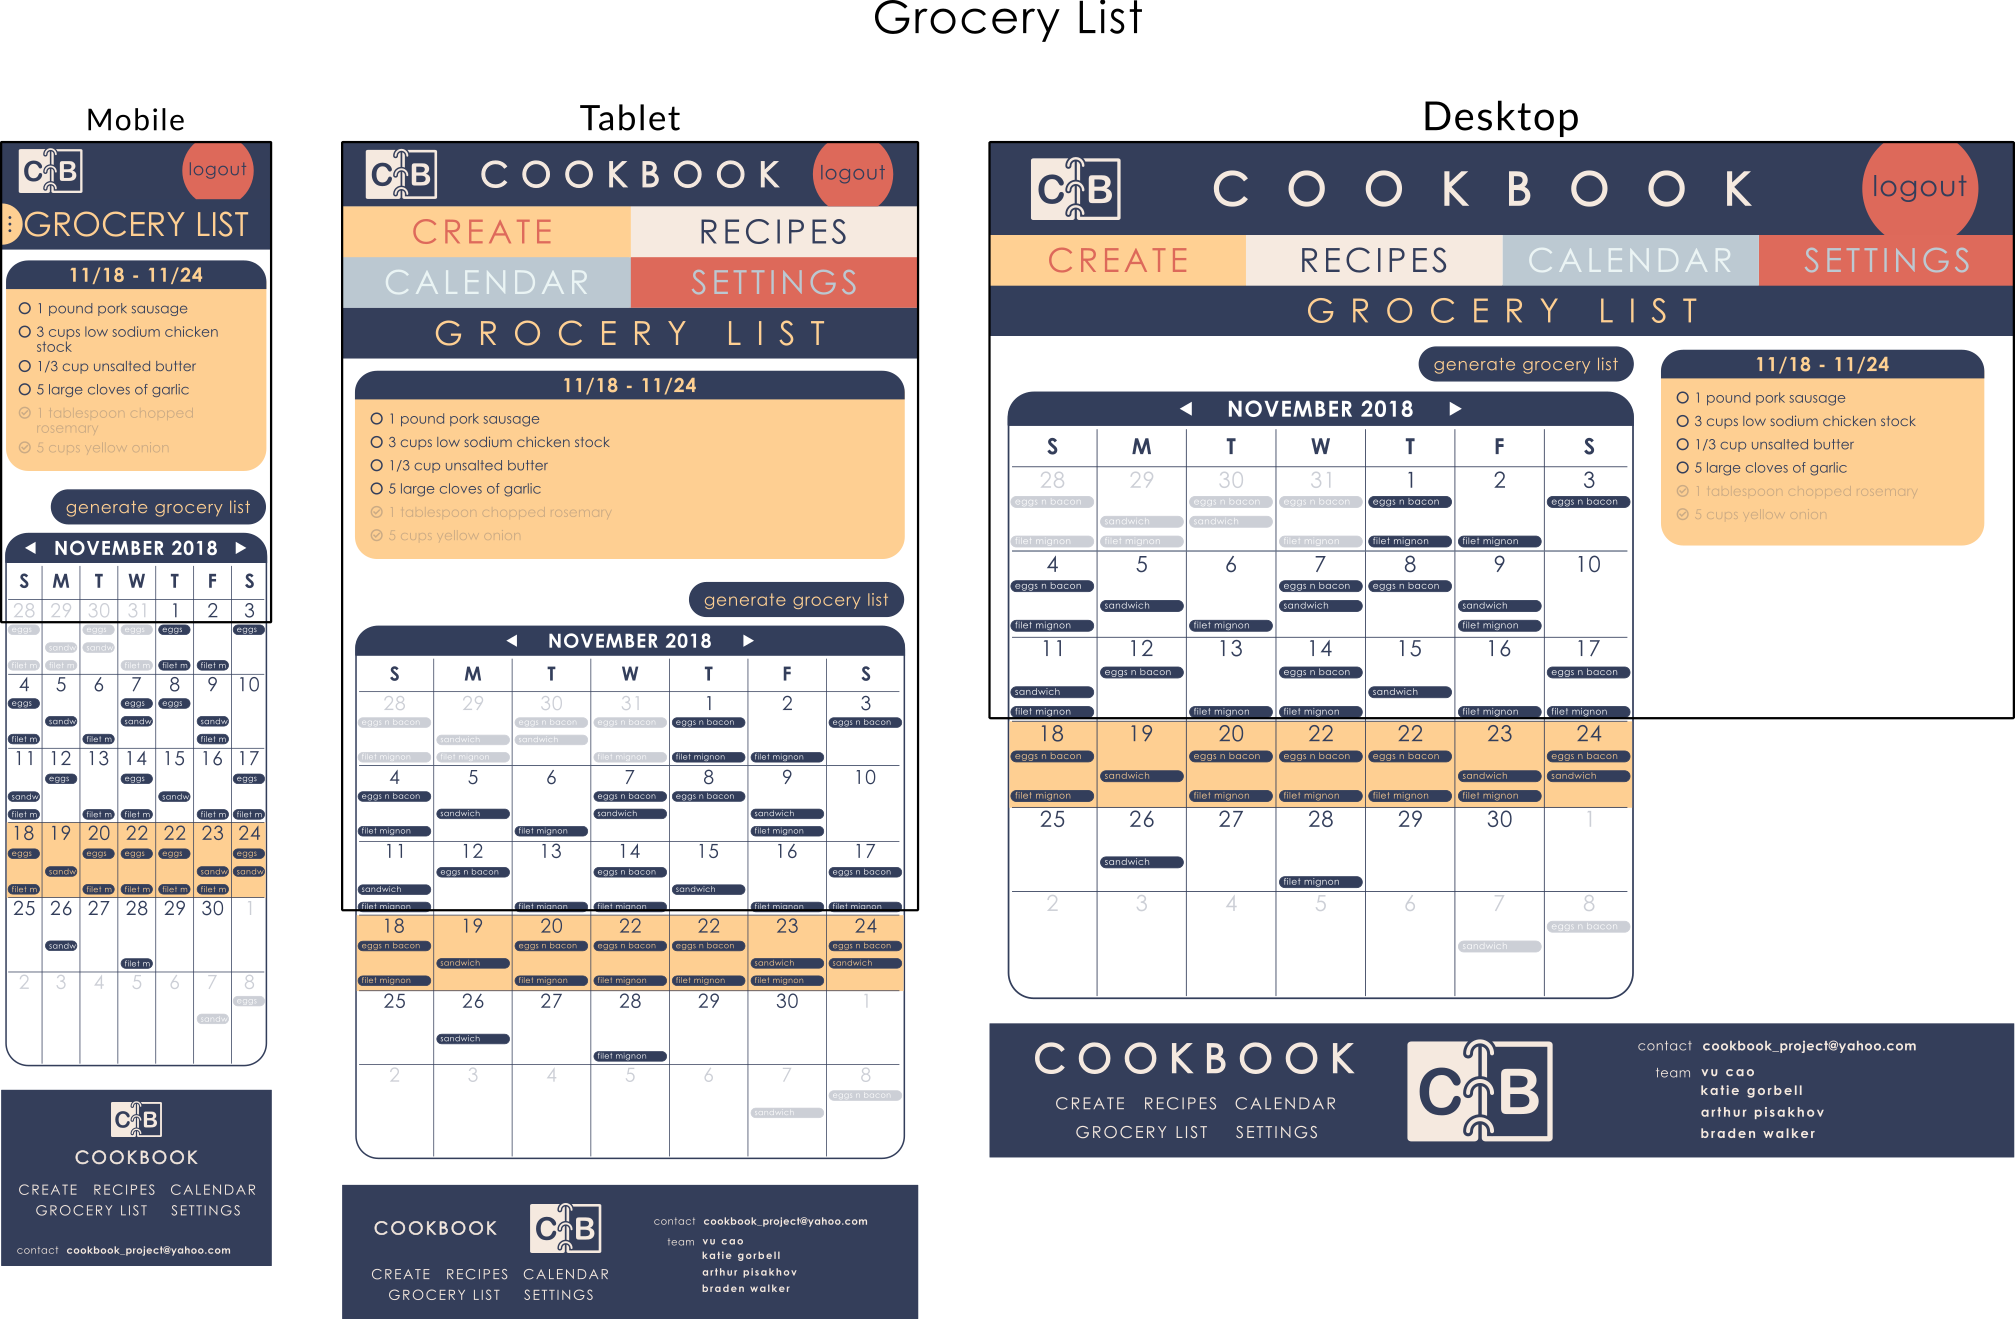 Grocery List
Mobile
C B
logout
GROCERY LIST
11/18 - 11/24
1 pound pork sausage
3 cups low sodium chicken
stock
1/3 cup unsalted butter
5 large cloves of garlic
1 tablespoon chopped
rosemary
5 cups yellow onion
generate grocery list
NOVEMBER 2018
S M T W T F S
28 29 30 31 1 2 3
eggs eggs eggs eggs eggs
sandw sandw
filet m filet m filet m filet m filet m
4 5 6 7 8 9 10
eggs eggs eggs
sandw sandw sandw
filet m filet m filet m
11 12 13 14 15 16 17
eggs eggs eggs
sandw sandw
filet m filet m filet m filet m filet m
18 19 20 22 22 23 24
eggs eggs eggs eggs eggs
sandw sandw sandw
filet m filet m filet m filet m filet m
25 26 27 28 29 30 1
sandw
filet m
2 3 4 5 6 7 8
eggs
sandw
C B
COOKBOOK
CREATE RECIPES CALENDAR
GROCERY LIST SETTINGS
contact cookbook_project@yahoo.com
Tablet
C B COOKBOOK logout
CREATE RECIPES
CALENDAR SETTINGS
GROCERY LIST
11/18 - 11/24
1 pound pork sausage
3 cups low sodium chicken stock
1/3 cup unsalted butter
5 large cloves of garlic
1 tablespoon chopped rosemary
5 cups yellow onion
generate grocery list
NOVEMBER 2018
S M T W T F S
28 29 30 31 1 2 3
eggs n bacon eggs n bacon eggs n bacon eggs n bacon eggs n bacon
sandwich sandwich
filet mignon filet mignon filet mignon filet mignon filet mignon
4 5 6 7 8 9 10
eggs n bacon eggs n bacon eggs n bacon
sandwich sandwich sandwich
filet mignon filet mignon filet mignon
11 12 13 14 15 16 17
eggs n bacon eggs n bacon eggs n bacon
sandwich sandwich
filet mignon filet mignon filet mignon filet mignon filet mignon
18 19 20 22 22 23 24
eggs n bacon eggs n bacon eggs n bacon eggs n bacon eggs n bacon
sandwich sandwich sandwich
filet mignon filet mignon filet mignon filet mignon filet mignon
25 26 27 28 29 30 1
sandwich
filet mignon
2 3 4 5 6 7 8
eggs n bacon
sandwich
COOKBOOK
C B
CREATE RECIPES CALENDAR
GROCERY LIST SETTINGS
contact cookbook_project@yahoo.com
team vu cao
katie gorbell
arthur pisakhov
braden walker
Desktop
C B COOKBOOK logout
CREATE RECIPES CALENDAR SETTINGS
GROCERY LIST
generate grocery list
NOVEMBER 2018
S M T W T F S
28 29 30 31 1 2 3
eggs n bacon eggs n bacon eggs n bacon eggs n bacon eggs n bacon
sandwich sandwich
filet mignon filet mignon filet mignon filet mignon filet mignon
4 5 6 7 8 9 10
eggs n bacon eggs n bacon eggs n bacon
sandwich sandwich sandwich
filet mignon filet mignon filet mignon
11 12 13 14 15 16 17
eggs n bacon eggs n bacon eggs n bacon
sandwich sandwich
filet mignon filet mignon filet mignon filet mignon filet mignon
18 19 20 22 22 23 24
eggs n bacon eggs n bacon eggs n bacon eggs n bacon eggs n bacon
sandwich sandwich sandwich
filet mignon filet mignon filet mignon filet mignon filet mignon
25 26 27 28 29 30 1
sandwich
filet mignon
2 3 4 5 6 7 8
eggs n bacon
sandwich
11/18 - 11/24
1 pound pork sausage
3 cups low sodium chicken stock
1/3 cup unsalted butter
5 large cloves of garlic
1 tablespoon chopped rosemary
5 cups yellow onion
COOKBOOK
CREATE RECIPES CALENDAR
GROCERY LIST SETTINGS
C B
contact cookbook_project@yahoo.com
team vu cao
katie gorbell
arthur pisakhov
braden walker